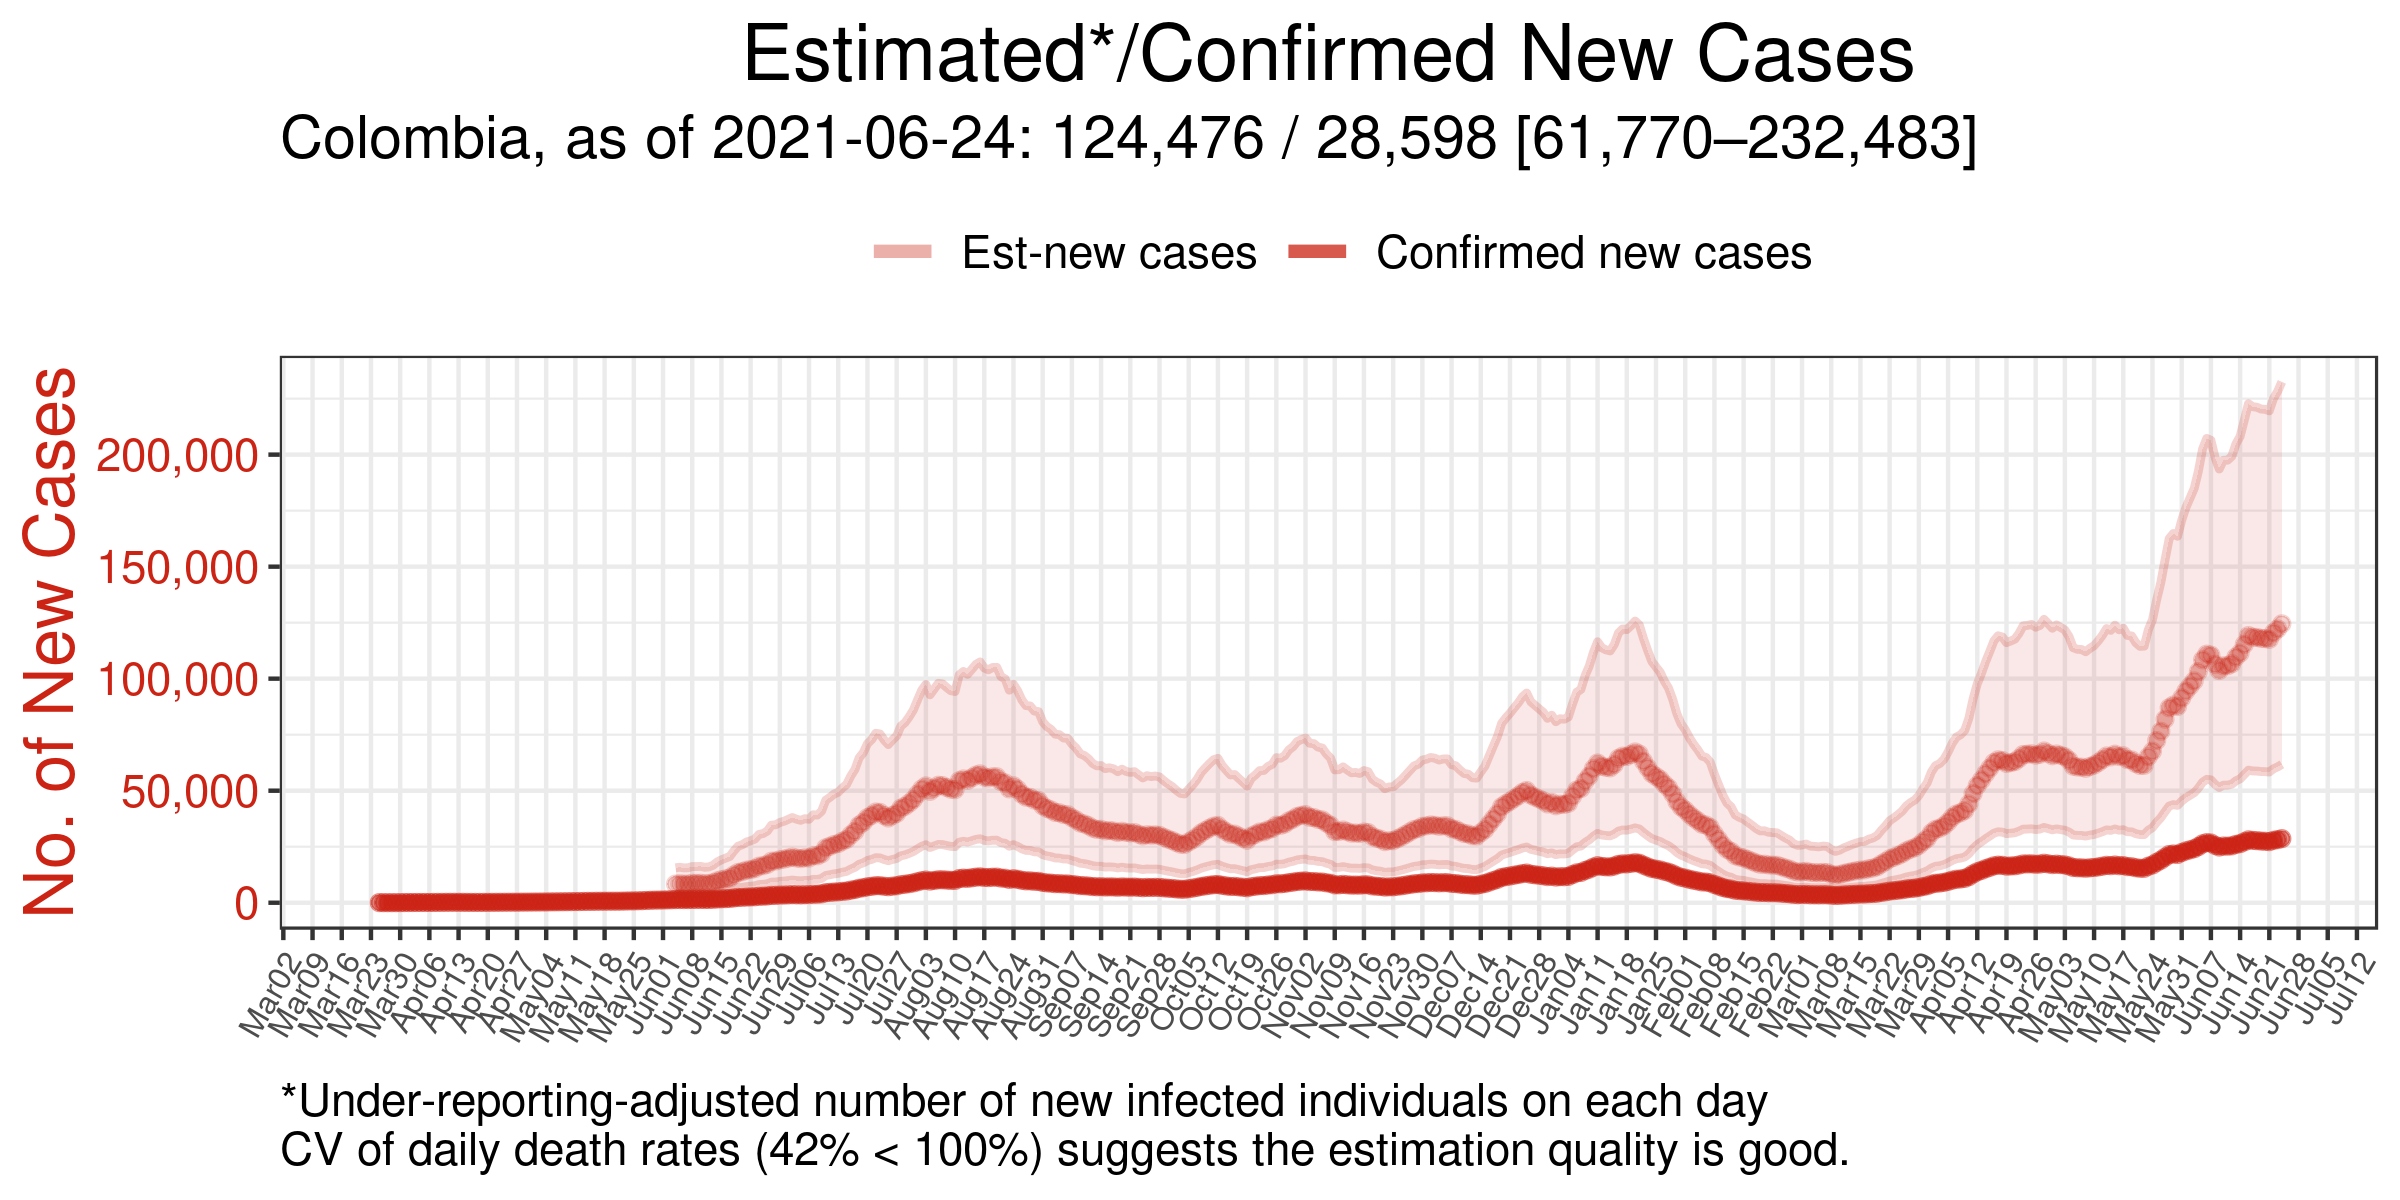 Estimated*/Confirmed New Cases
Colombia, as of 2021-06-24: 124,476 / 28,598 [61,770–232,483]
Est-new cases
Confirmed new cases
No. of New Cases
200,000
150,000
100,000
50,000
0
Mar02
Mar09
Mar16
Mar23
Mar30
Apr06
Apr13
Apr20
Apr27
May04
May11
May18
May25
Jun01
Jun08
Jun15
Jun22
Jun29
Jul06
Jul13
Jul20
Jul27
Aug03
Aug10
Aug17
Aug24
Aug31
Sep07
Sep14
Sep21
Sep28
Oct05
Oct12
Oct19
Oct26
Nov02
Nov09
Nov16
Nov23
Nov30
Dec07
Dec14
Dec21
Dec28
Jan04
Jan11
Jan18
Jan25
Feb01
Feb08
Feb15
Feb22
Mar01
Mar08
Mar15
Mar22
Mar29
Apr05
Apr12
Apr19
Apr26
May03
May10
May17
May24
May31
Jun07
Jun14
Jun21
Jun28
Jul05
Jul12
*Under-reporting-adjusted number of new infected individuals on each day
CV of daily death rates (42% < 100%) suggests the estimation quality is good.